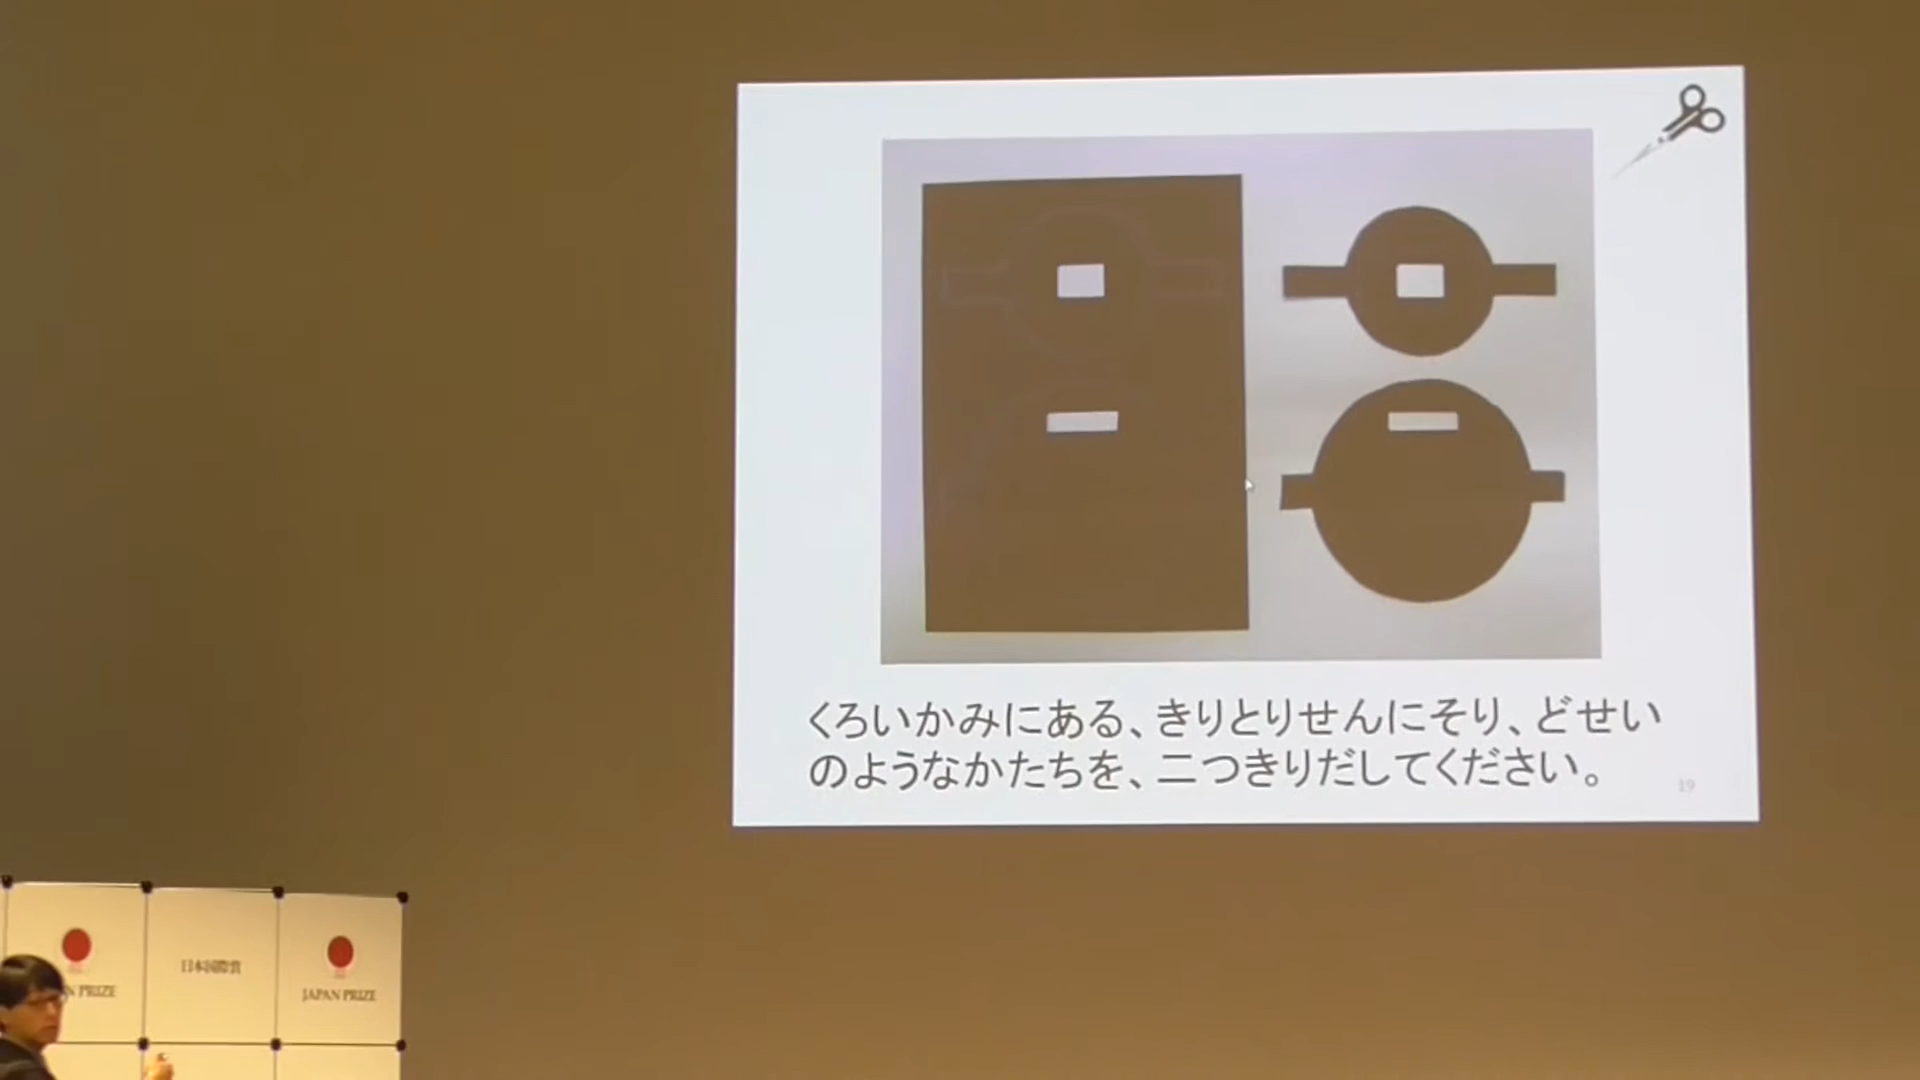 くろいかみにある、きりとりせんにそり、どせい
のようなかたちを、二つきりだしてください。
19
N PRIZE
日本国際賞
JAPAN PRIZE